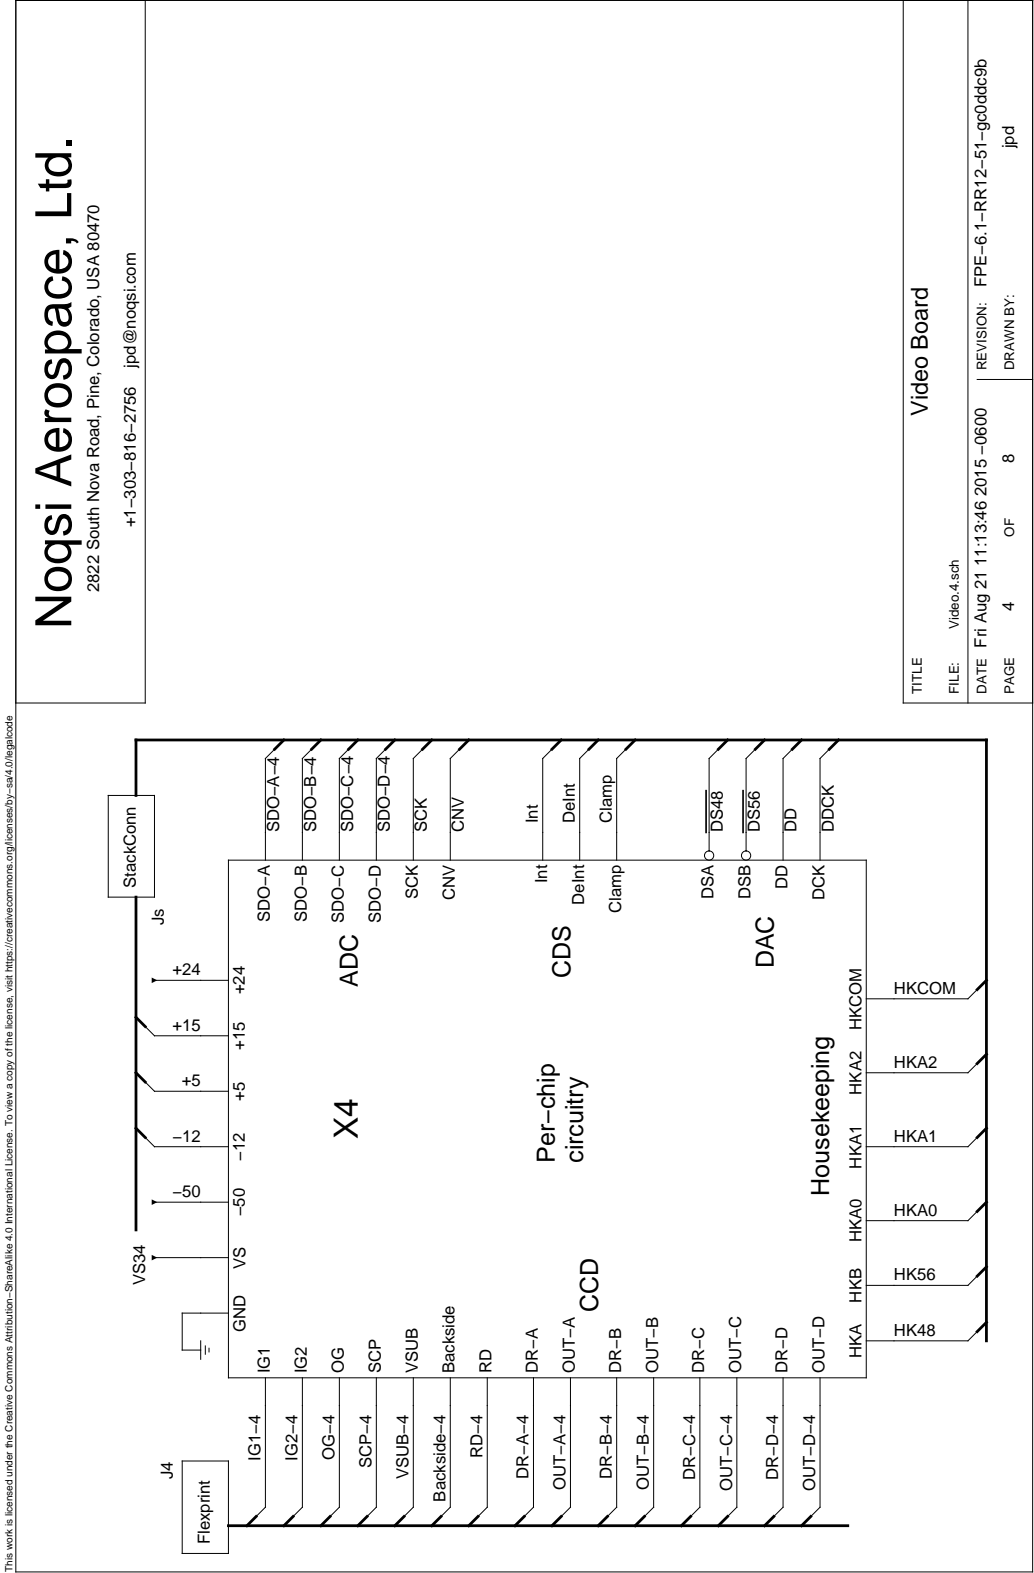 This work is licensed under the Creative Commons Attribution−ShareAlike 4.0 International License. To view a copy of the license, visit https://creativecommons.org/licenses/by−sa/4.0/legalcode
Noqsi Aerospace, Ltd.
2822 South Nova Road, Pine, Colorado, USA 80470
+1−303−816−2756 jpd@noqsi.com
J4
Flexprint
StackConn
Js
VS34
−50
−12
+5
+15
+24
GND
VS
−50
−12
+5
+15
+24
IG1−4
IG2−4
OG−4
SCP−4
VSUB−4
Backside−4
RD−4
DR−A−4
OUT−A−4
DR−B−4
OUT−B−4
DR−C−4
OUT−C−4
DR−D−4
OUT−D−4
IG1
IG2
OG
SCP
VSUB
Backside
RD
DR−A
OUT−A
DR−B
OUT−B
DR−C
OUT−C
DR−D
OUT−D
X4
ADC
CCD
Per−chip
circuitry
CDS
DAC
Housekeeping
SDO−A
SDO−B
SDO−C
SDO−D
SCK
CNV
Int
DeInt
Clamp
DSA
DSB
DD
DCK
SDO−A−4
SDO−B−4
SDO−C−4
SDO−D−4
SCK
CNV
Int
DeInt
Clamp
DS48
DS56
DD
DDCK
HKA
HKB
HKA0
HKA1
HKA2
HKCOM
HK48
HK56
HKA0
HKA1
HKA2
HKCOM
TITLE
Video Board
FILE: Video.4.sch
DATE Fri Aug 21 11:13:46 2015 −0600
REVISION: FPE−6.1−RR12−51−gc0ddc9b
PAGE 4 OF 8
DRAWN BY: jpd